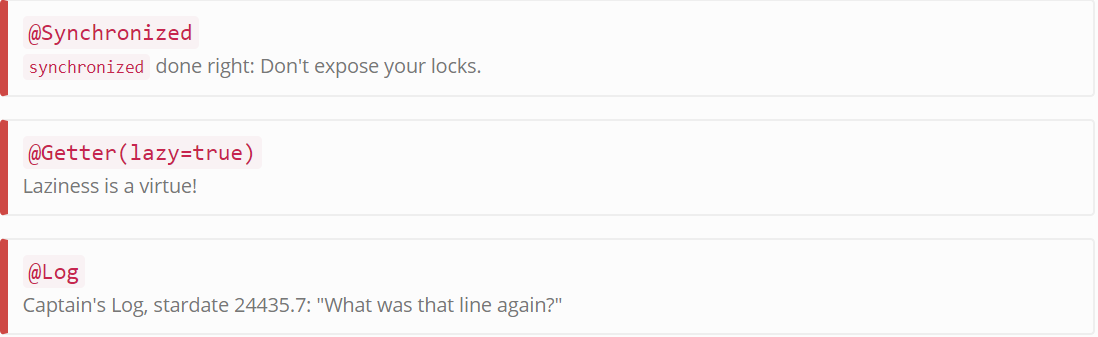 @Synchronized
synchronized done right: Don't expose your locks.
@Getter(lazy=true)
Laziness is a virtue!
@Log
Captain's Log, stardate 24435.7: "What was that line again?"